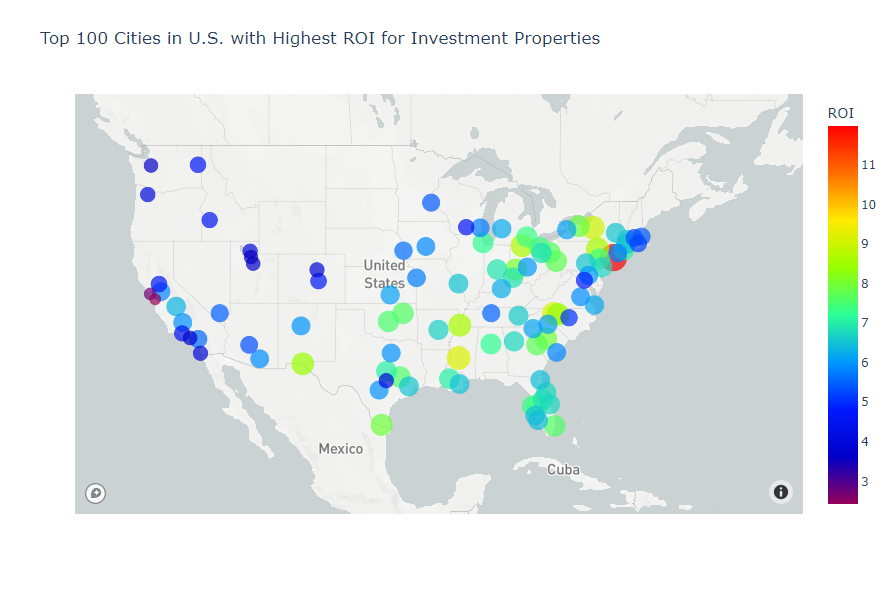 Top 100 Cities in U.S. with Highest ROI for Investment Properties
ROI
11
10
9
8
7
6
5
4
3
United
States
Mexico
Cuba